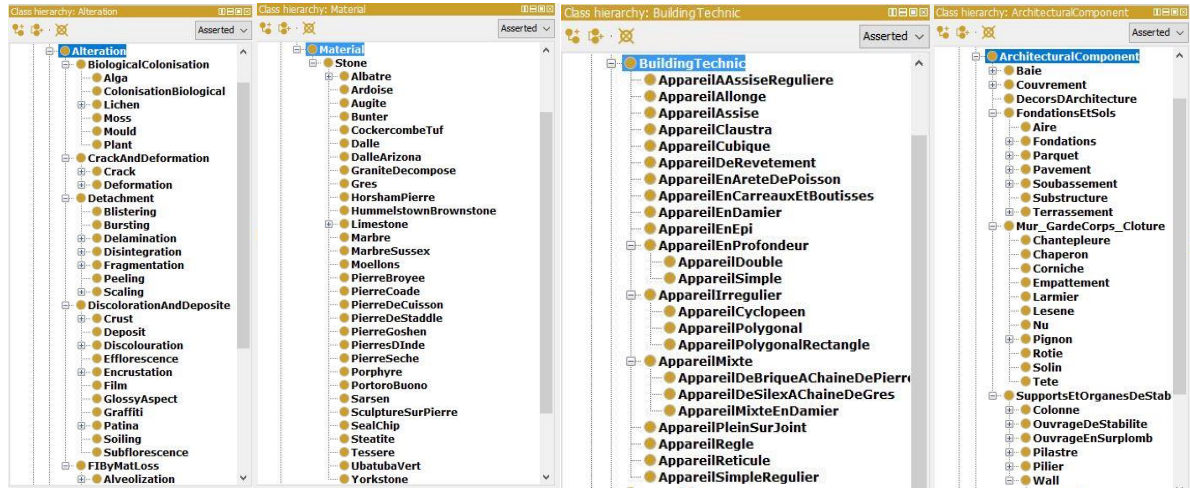 Class hierarchy: Alteration
Asserted
Alteration
BiologicalColonisation
Alga
ColonisationBiological
Lichen
Moss
Mould
Plant
CrackAndDeformation
Crack
Deformation
Detachment
Blistering
Bursting
Delamination
Disintegration
Fragmentation
Peeling
Scaling
DiscolorationAndDeposite
Crust
Deposit
Discolouration
Efflorescence
Encrustation
Film
GlossyAspect
Graffiti
Patina
Soiling
Subflorescence
FIByMatLoss
Alveolization
Class hierarchy: Material
Asserted
Material
Stone
Albatre
Ardoise
Augite
Bunter
CockercombeTuf
Dalle
DalleArizona
GraniteDecompose
Gres
HorshamPierre
HummelstownBrownstone
Limestone
Marbre
MarbreSussex
Moellons
PierreBroyee
PierreCoade
PierreDeCuisson
PierreDeStaddle
PierreGoshen
PierresDInde
PierreSeche
Porphyre
PortoroBuono
Sarsen
SculptureSurPierre
SealChip
Steatite
Tessere
UbatubaVert
Yorkstone
Class hierarchy: BuildingTechnic
Asserted
BuildingTechnic
AppareilAAssiseReguliere
AppareilAllonge
AppareilAssise
AppareilClaustra
AppareilCubique
AppareilDeRevetement
AppareilEnAreteDePoisson
AppareilEnCarreauxEtBoutisses
AppareilEnDamier
AppareilEnEpi
AppareilEnProfondeur
AppareilDouble
AppareilSimple
AppareilIrregulier
AppareilCyclopeen
AppareilPolygonal
AppareilPolygonalRectangle
AppareilMixte
AppareilDeBriqueAChaineDePierre
AppareilDeSilexAChaineDeGres
AppareilMixteEnDamier
AppareilPleinSurJoint
AppareilRegle
AppareilReticule
AppareilSimpleRegulier
Class hierarchy: ArchitecturalComponent
Asserted
ArchitecturalComponent
Baie
Couvrement
DecorsDArchitecture
FondationsEtSols
Aire
Fondations
Parquet
Pavement
Soubassement
Substructure
Terrassement
Mur_GardeCorps_Cloture
Chantepleure
Chaperon
Corniche
Empattement
Larmier
Lesene
Nu
Pignon
Rotie
Solin
Tete
SupportsEtOrganesDeStab
Colonne
OuvrageDeStabilite
OuvrageEnSurplomb
Pilastre
Pilier
Wall